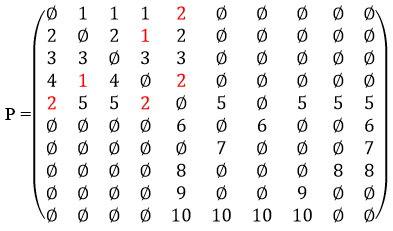 P =
∅ 1 1 1 2 ∅ ∅ ∅ ∅ ∅
2 ∅ 2 1 2 ∅ ∅ ∅ ∅ ∅
3 3 ∅ 3 3 ∅ ∅ ∅ ∅ ∅
4 1 4 ∅ 2 ∅ ∅ ∅ ∅ ∅
2 5 5 2 ∅ 5 ∅ 5 5 5
∅ ∅ ∅ ∅ 6 ∅ 6 ∅ ∅ 6
∅ ∅ ∅ ∅ ∅ 7 ∅ ∅ ∅ 7
∅ ∅ ∅ ∅ 8 ∅ ∅ ∅ 8 8
∅ ∅ ∅ ∅ 9 ∅ ∅ 9 ∅ ∅
∅ ∅ ∅ ∅ 10 10 10 10 ∅ ∅